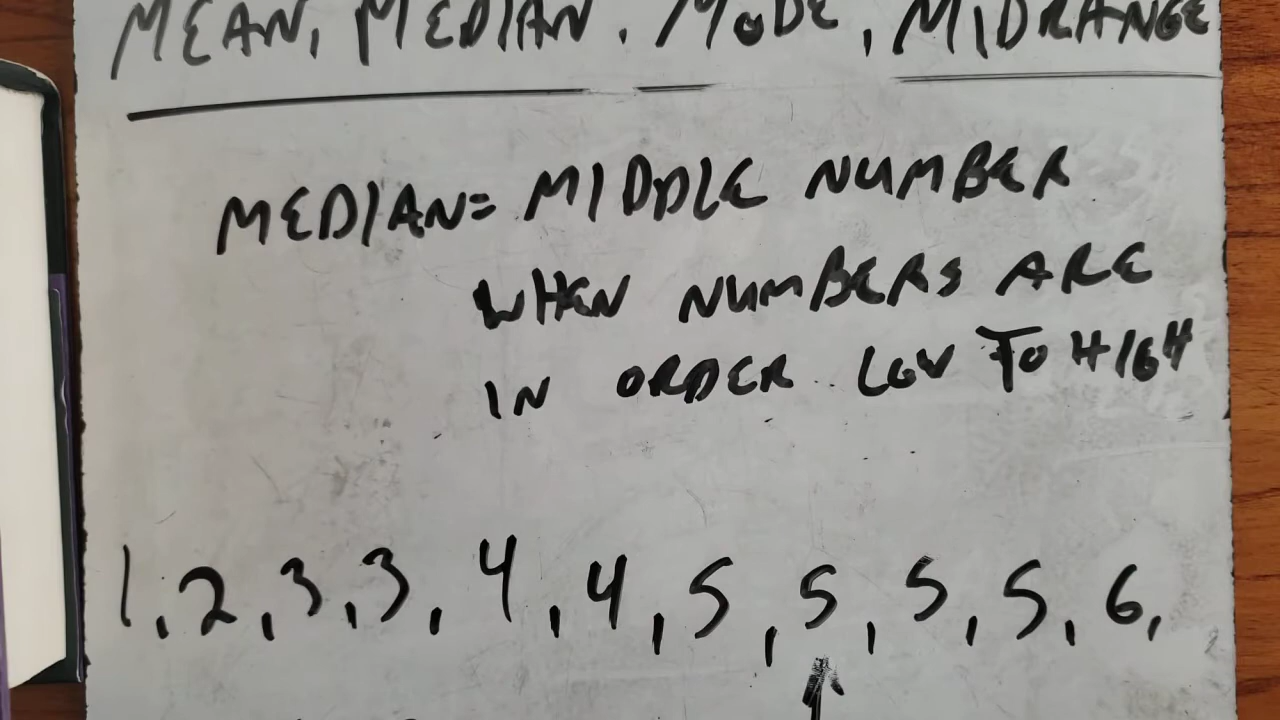 MEAN, MEDIAN, MODE, MIDRANGE
MEDIAN= MIDDLE NUMBER
WHEN NUMBERS ARE
IN ORDER LOW TO HIGH
1, 2, 3, 3, 4, 4, 5, 5, 5, 5, 6,